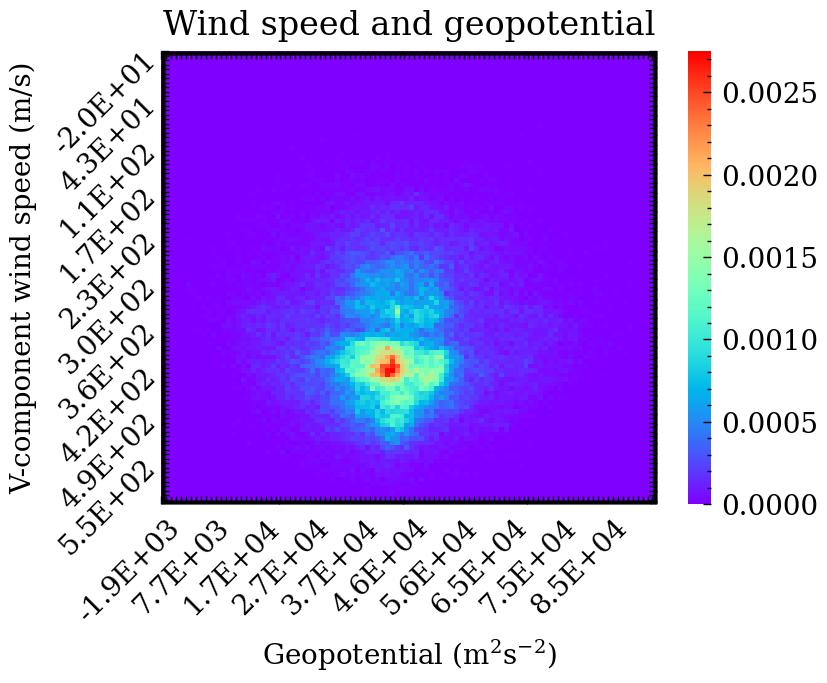 Wind speed and geopotential
V-component wind speed (m/s)
-2.0E+01
4.3E+01
1.1E+02
1.7E+02
2.3E+02
3.0E+02
3.6E+02
4.2E+02
4.9E+02
5.5E+02
-1.9E+03
7.7E+03
1.7E+04
2.7E+04
3.7E+04
4.6E+04
5.6E+04
6.5E+04
7.5E+04
8.5E+04
Geopotential (m²s⁻²)
0.0025
0.0020
0.0015
0.0010
0.0005
0.0000